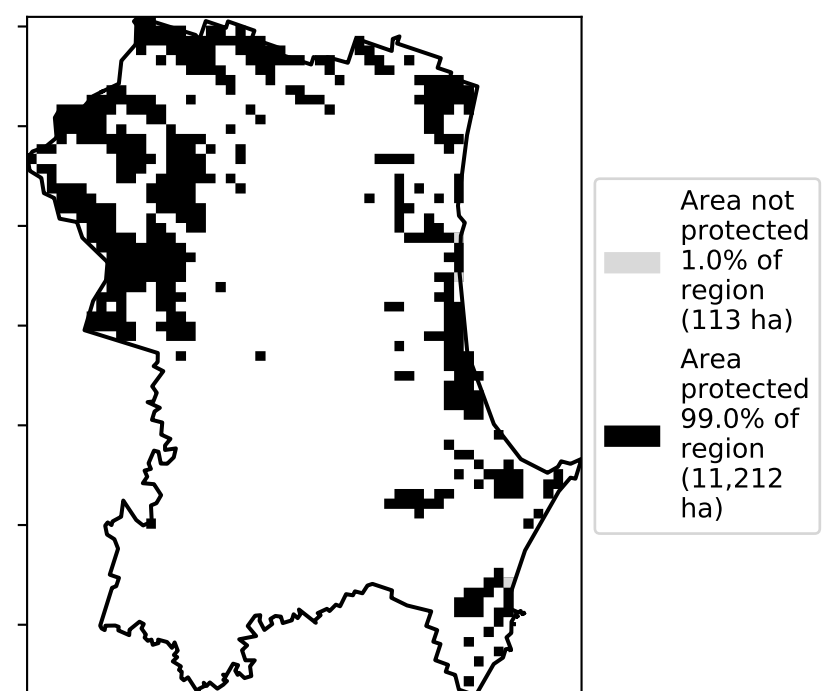 Area not
protected
1.0% of
region
(113 ha)
Area
protected
99.0% of
region
(11,212
ha)